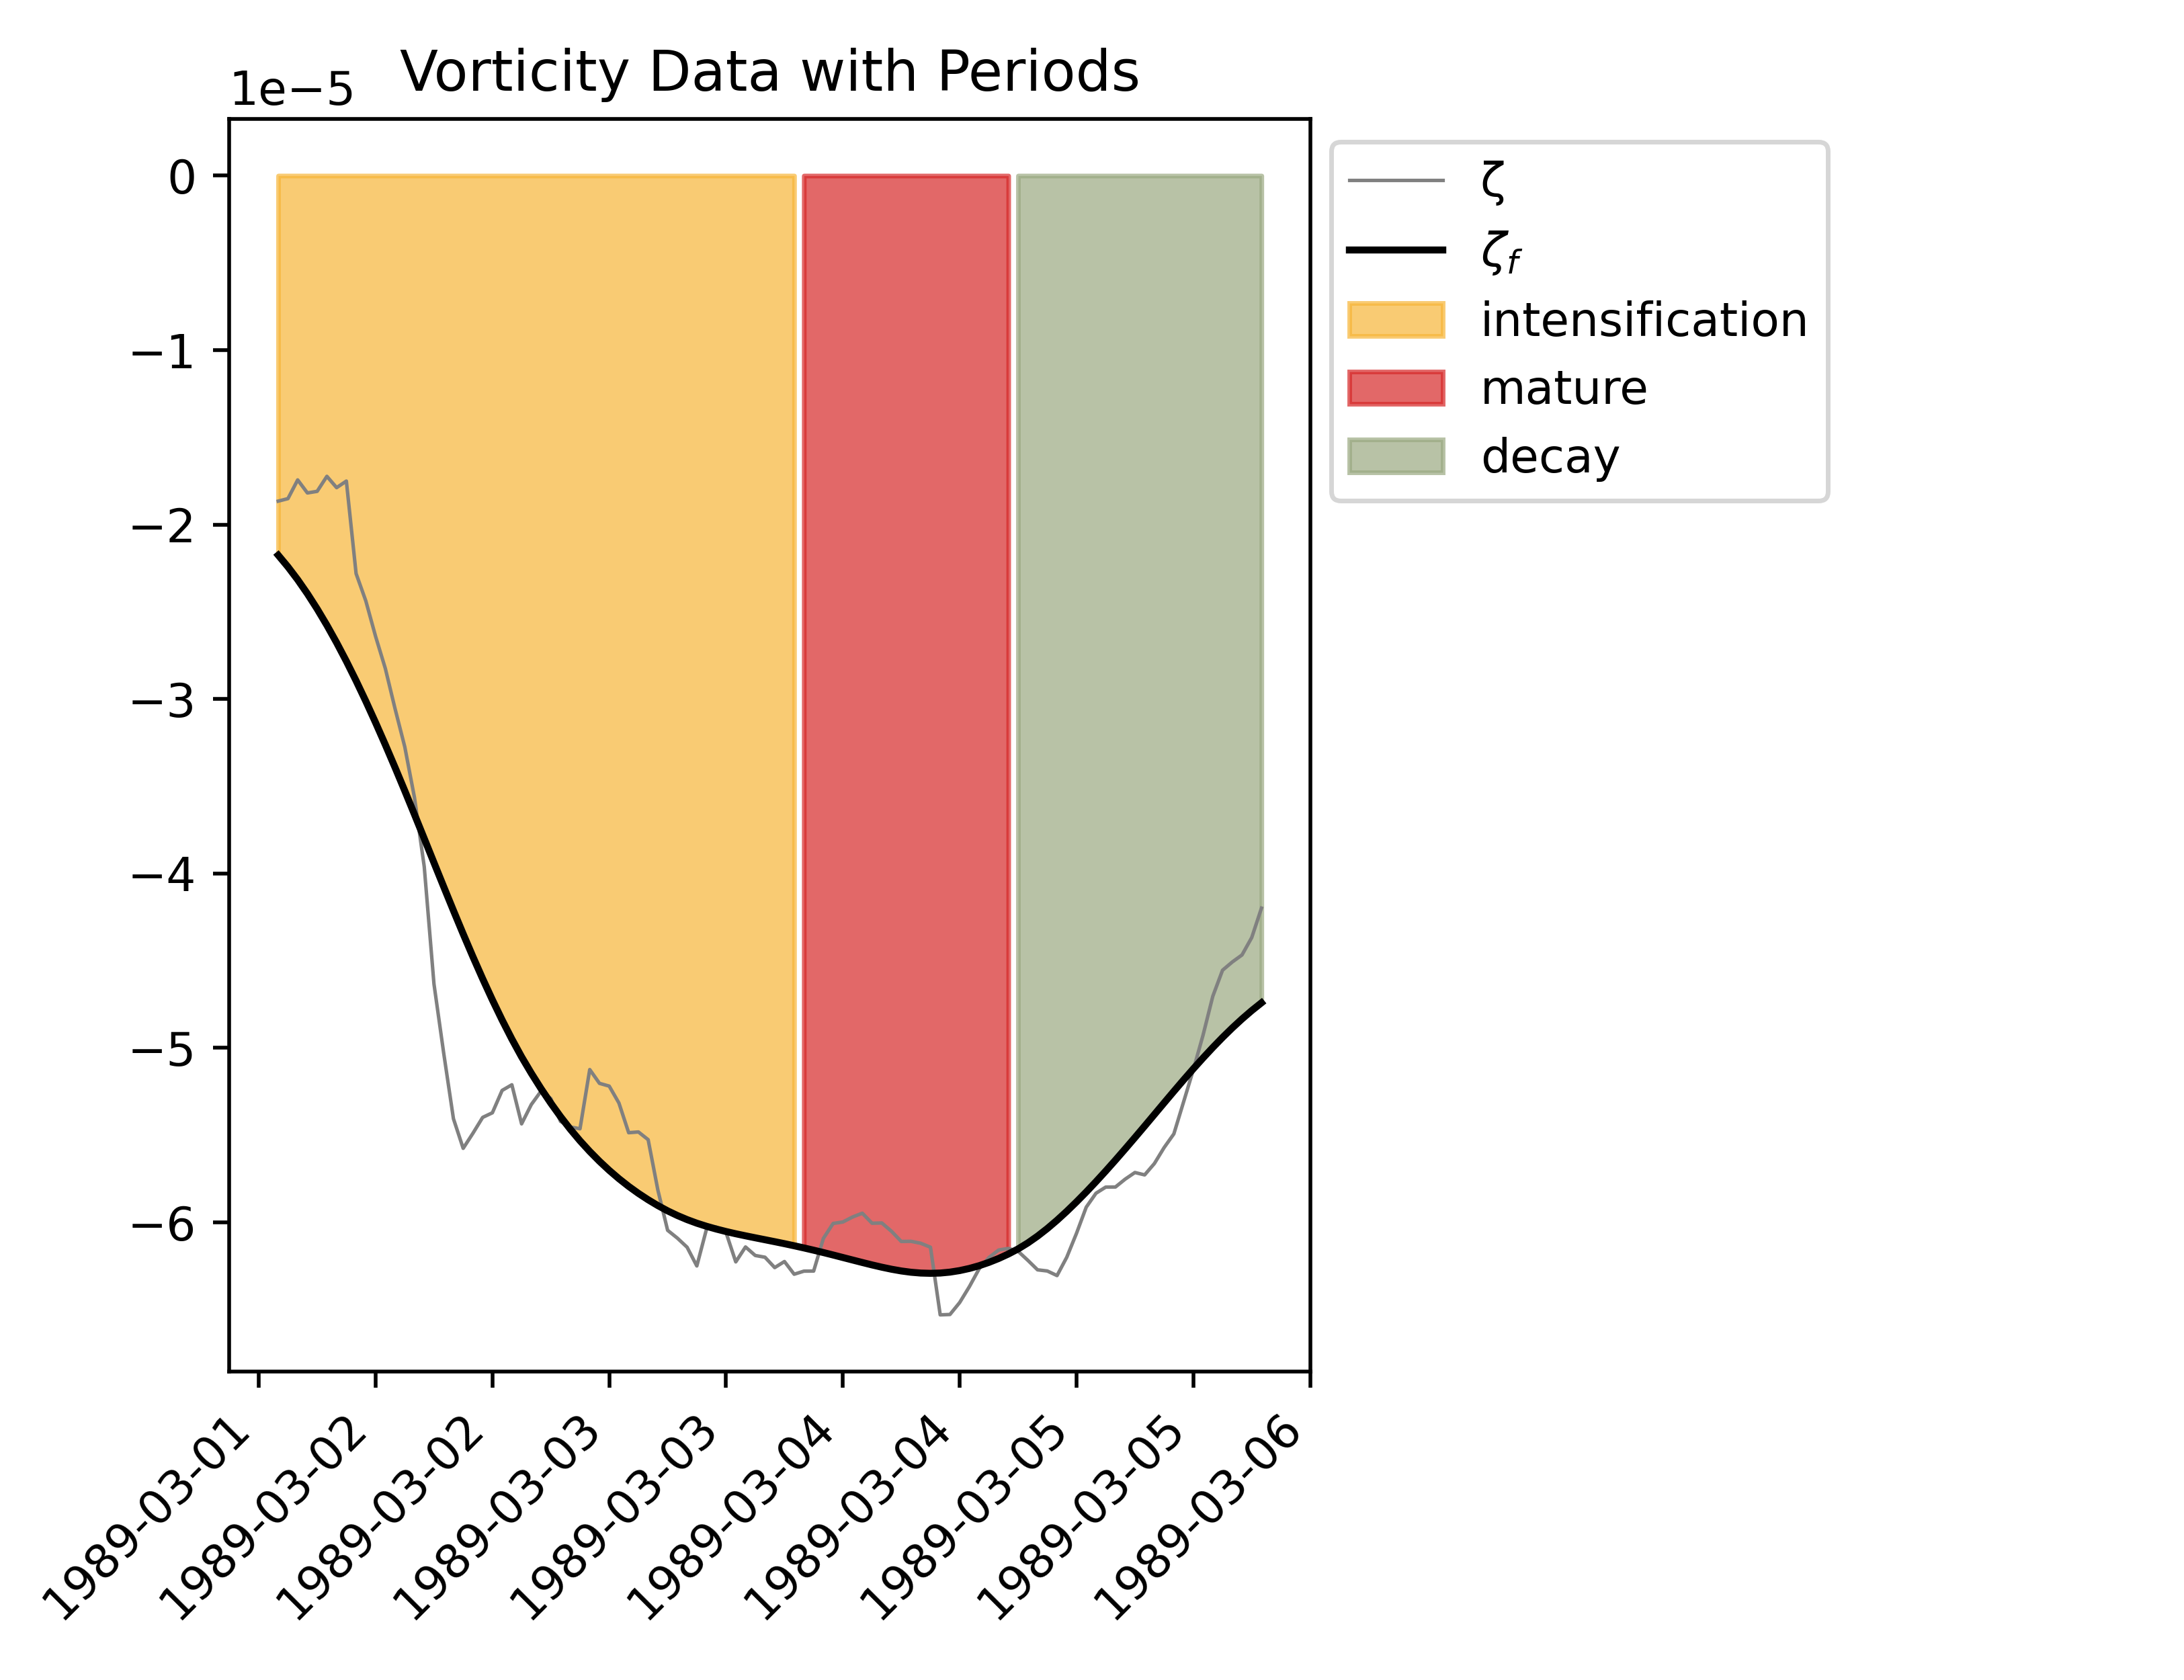 Vorticity Data with Periods
1e−5
0
−1
−2
−3
−4
−5
−6
1989-03-01
1989-03-02
1989-03-02
1989-03-03
1989-03-03
1989-03-04
1989-03-04
1989-03-05
1989-03-05
1989-03-06
ζ
ζf
intensification
mature
decay